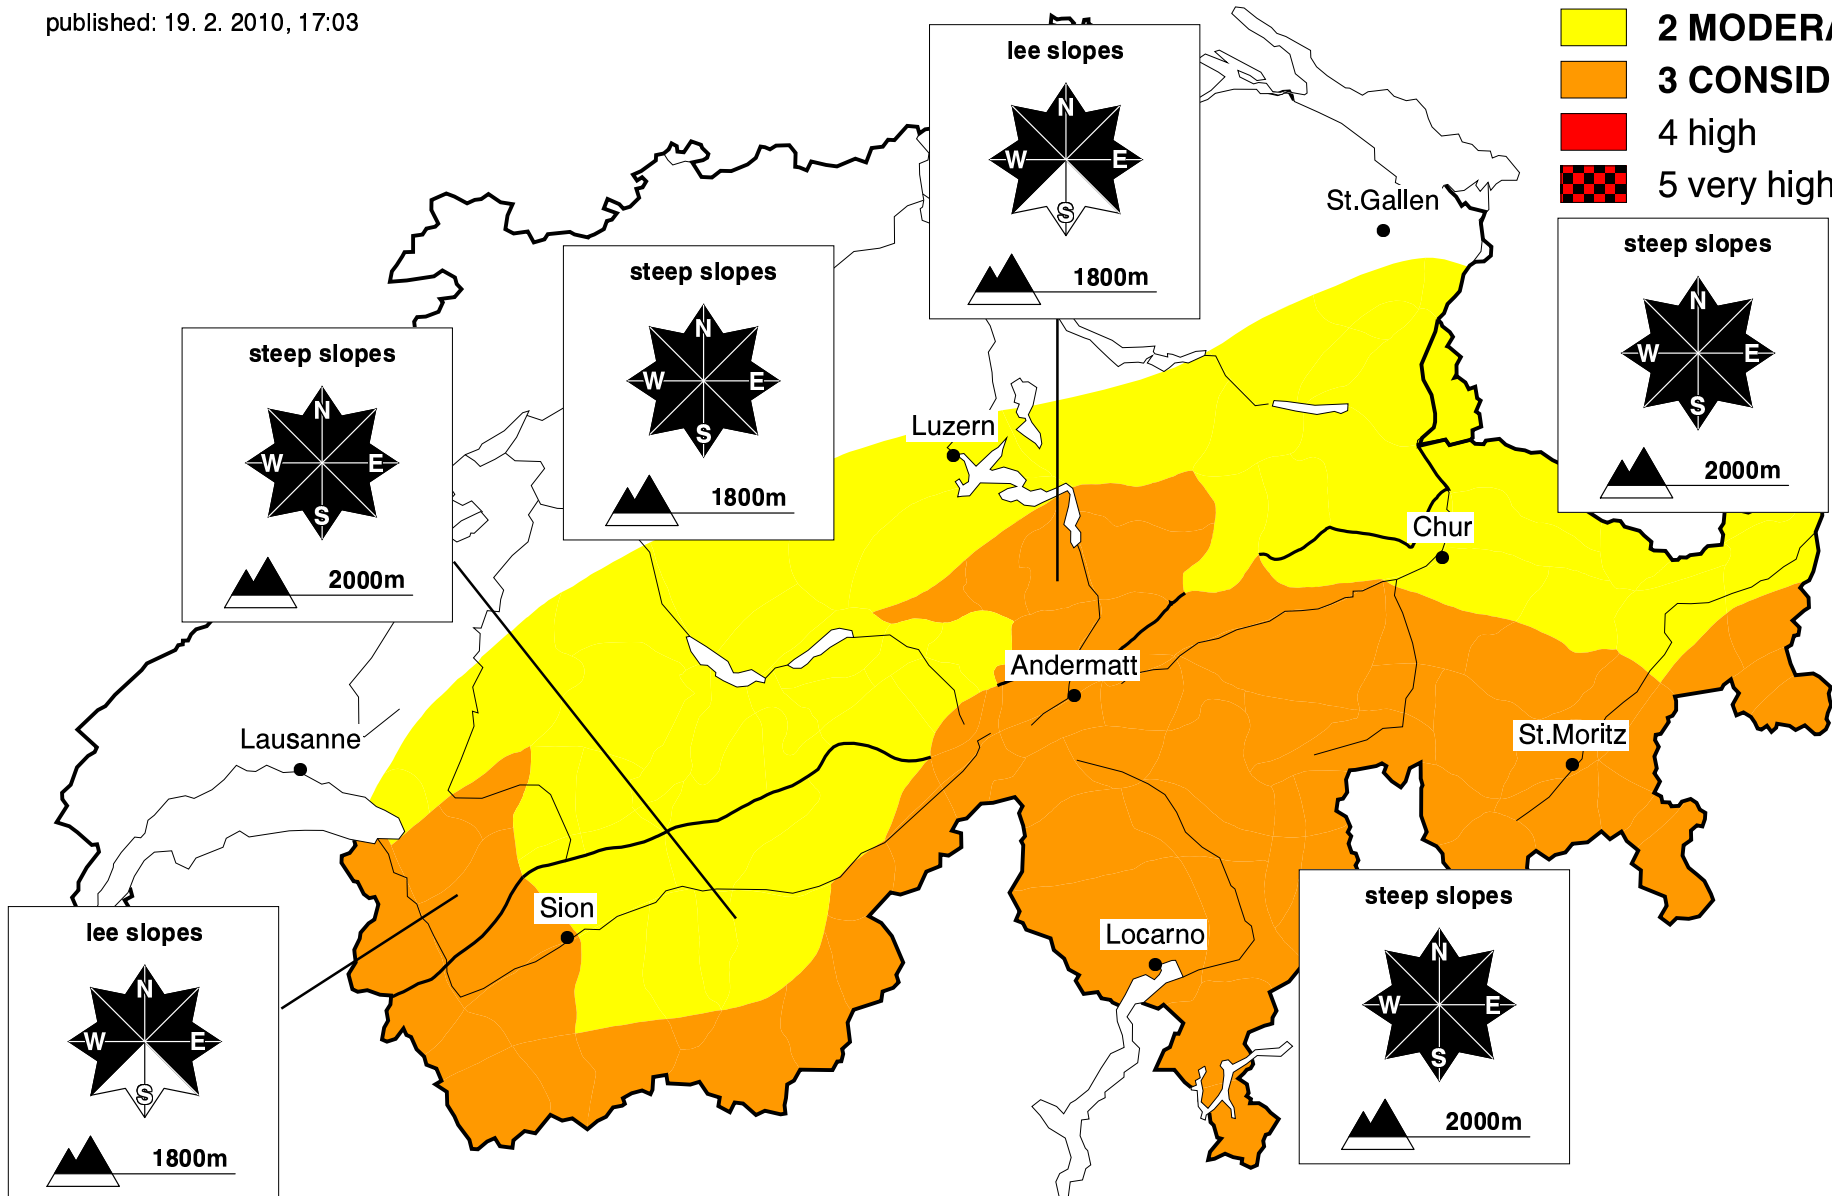 published: 19. 2. 2010, 17:03
2 MODERA
3 CONSID
4 high
5 very high
lee slopes
N
W E
S
1800m
St.Gallen
steep slopes
N
W E
S
2000m
steep slopes
N
W E
S
1800m
steep slopes
N
W E
S
2000m
Luzern
Chur
Andermatt
St.Moritz
Lausanne
Sion
Locarno
lee slopes
N
W E
S
1800m
steep slopes
N
W E
S
2000m